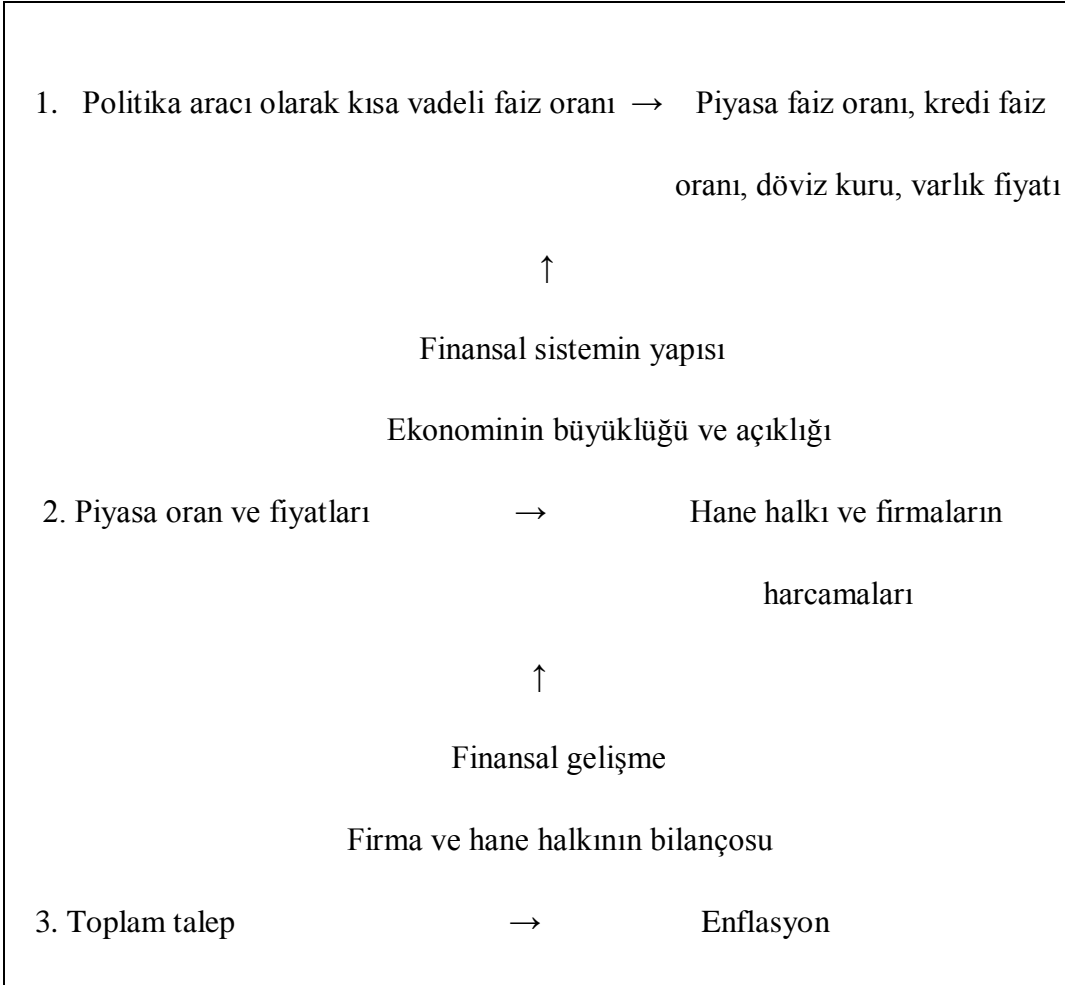 1. Politika aracı olarak kısa vadeli faiz oranı → Piyasa faiz oranı, kredi faiz
oranı, döviz kuru, varlık fiyatı
↑
Finansal sistemin yapısı
Ekonominin büyüklüğü ve açıklığı
2. Piyasa oran ve fiyatları → Hane halkı ve firmaların
harcamaları
↑
Finansal gelişme
Firma ve hane halkının bilançosu
3. Toplam talep → Enflasyon